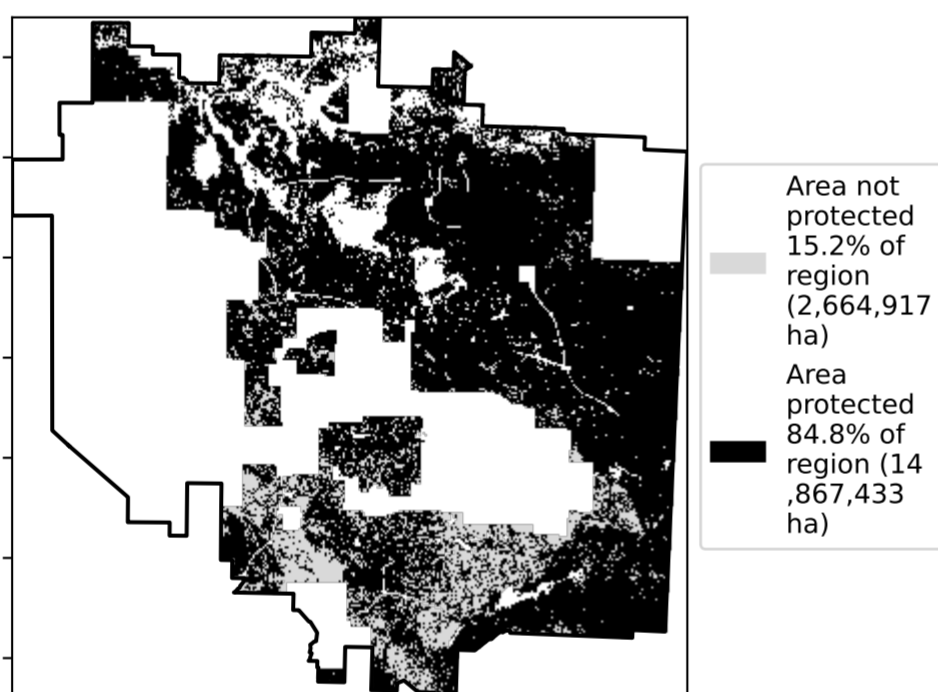 Area not
protected
15.2% of
region
(2,664,917
ha)
Area
protected
84.8% of
region (14
,867,433
ha)